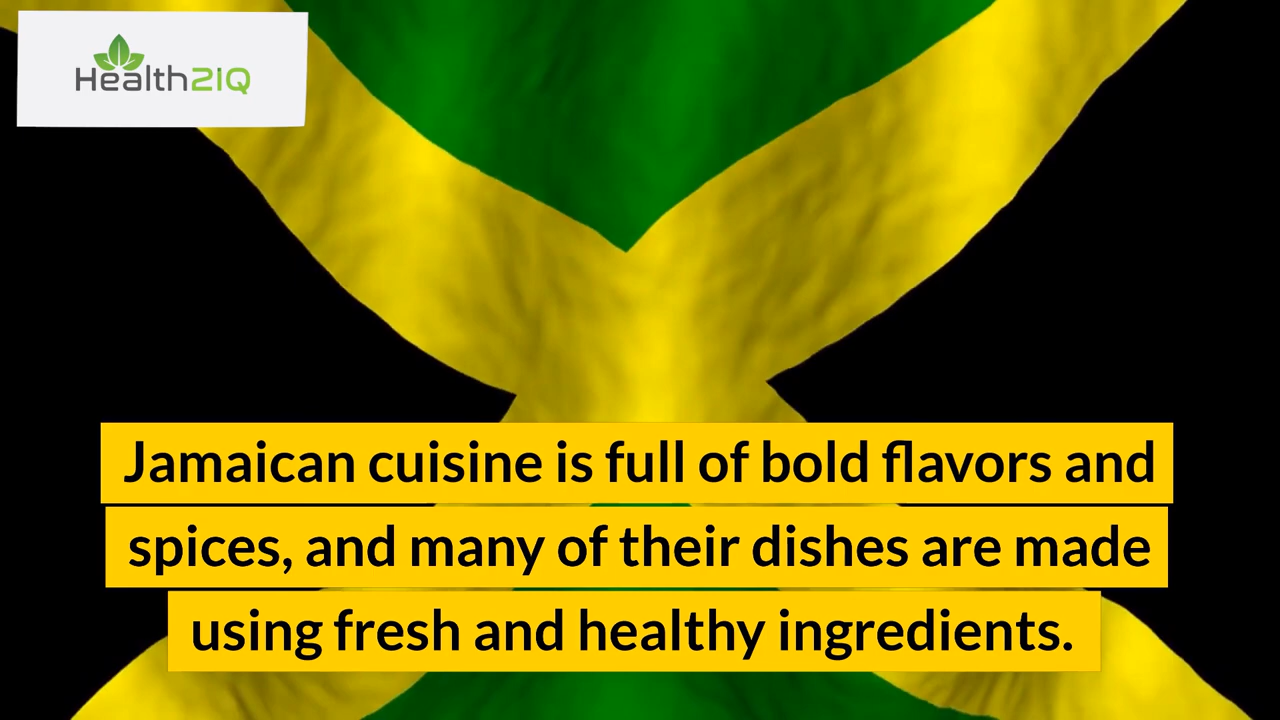 Health2IQ
Jamaican cuisine is full of bold flavors and
spices, and many of their dishes are made
using fresh and healthy ingredients.